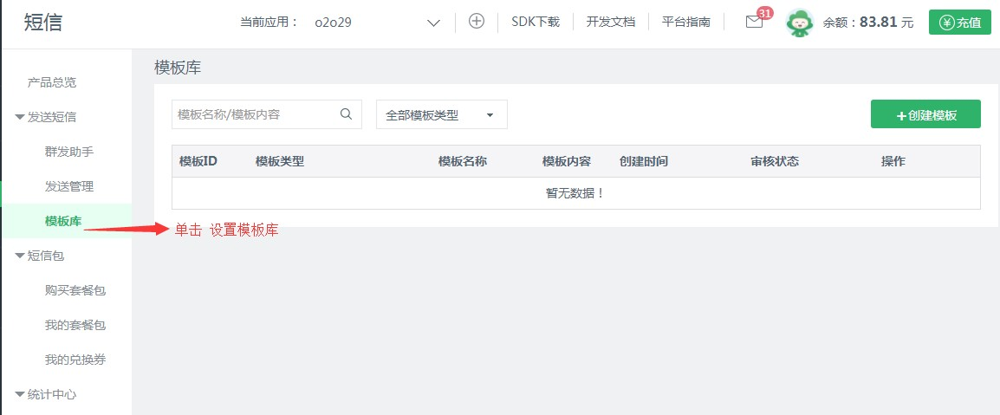 短信
当前应用： o2o29
SDK下载
开发文档
平台指南
31
余额：83.81 元
充值
产品总览
发送短信
群发助手
发送管理
模板库
短信包
购买套餐包
我的套餐包
我的兑换券
统计中心
模板库
模板名称/模板内容
全部模板类型
+创建模板
模板ID 模板类型 模板名称 模板内容 创建时间 审核状态 操作
暂无数据！
单击 设置模板库